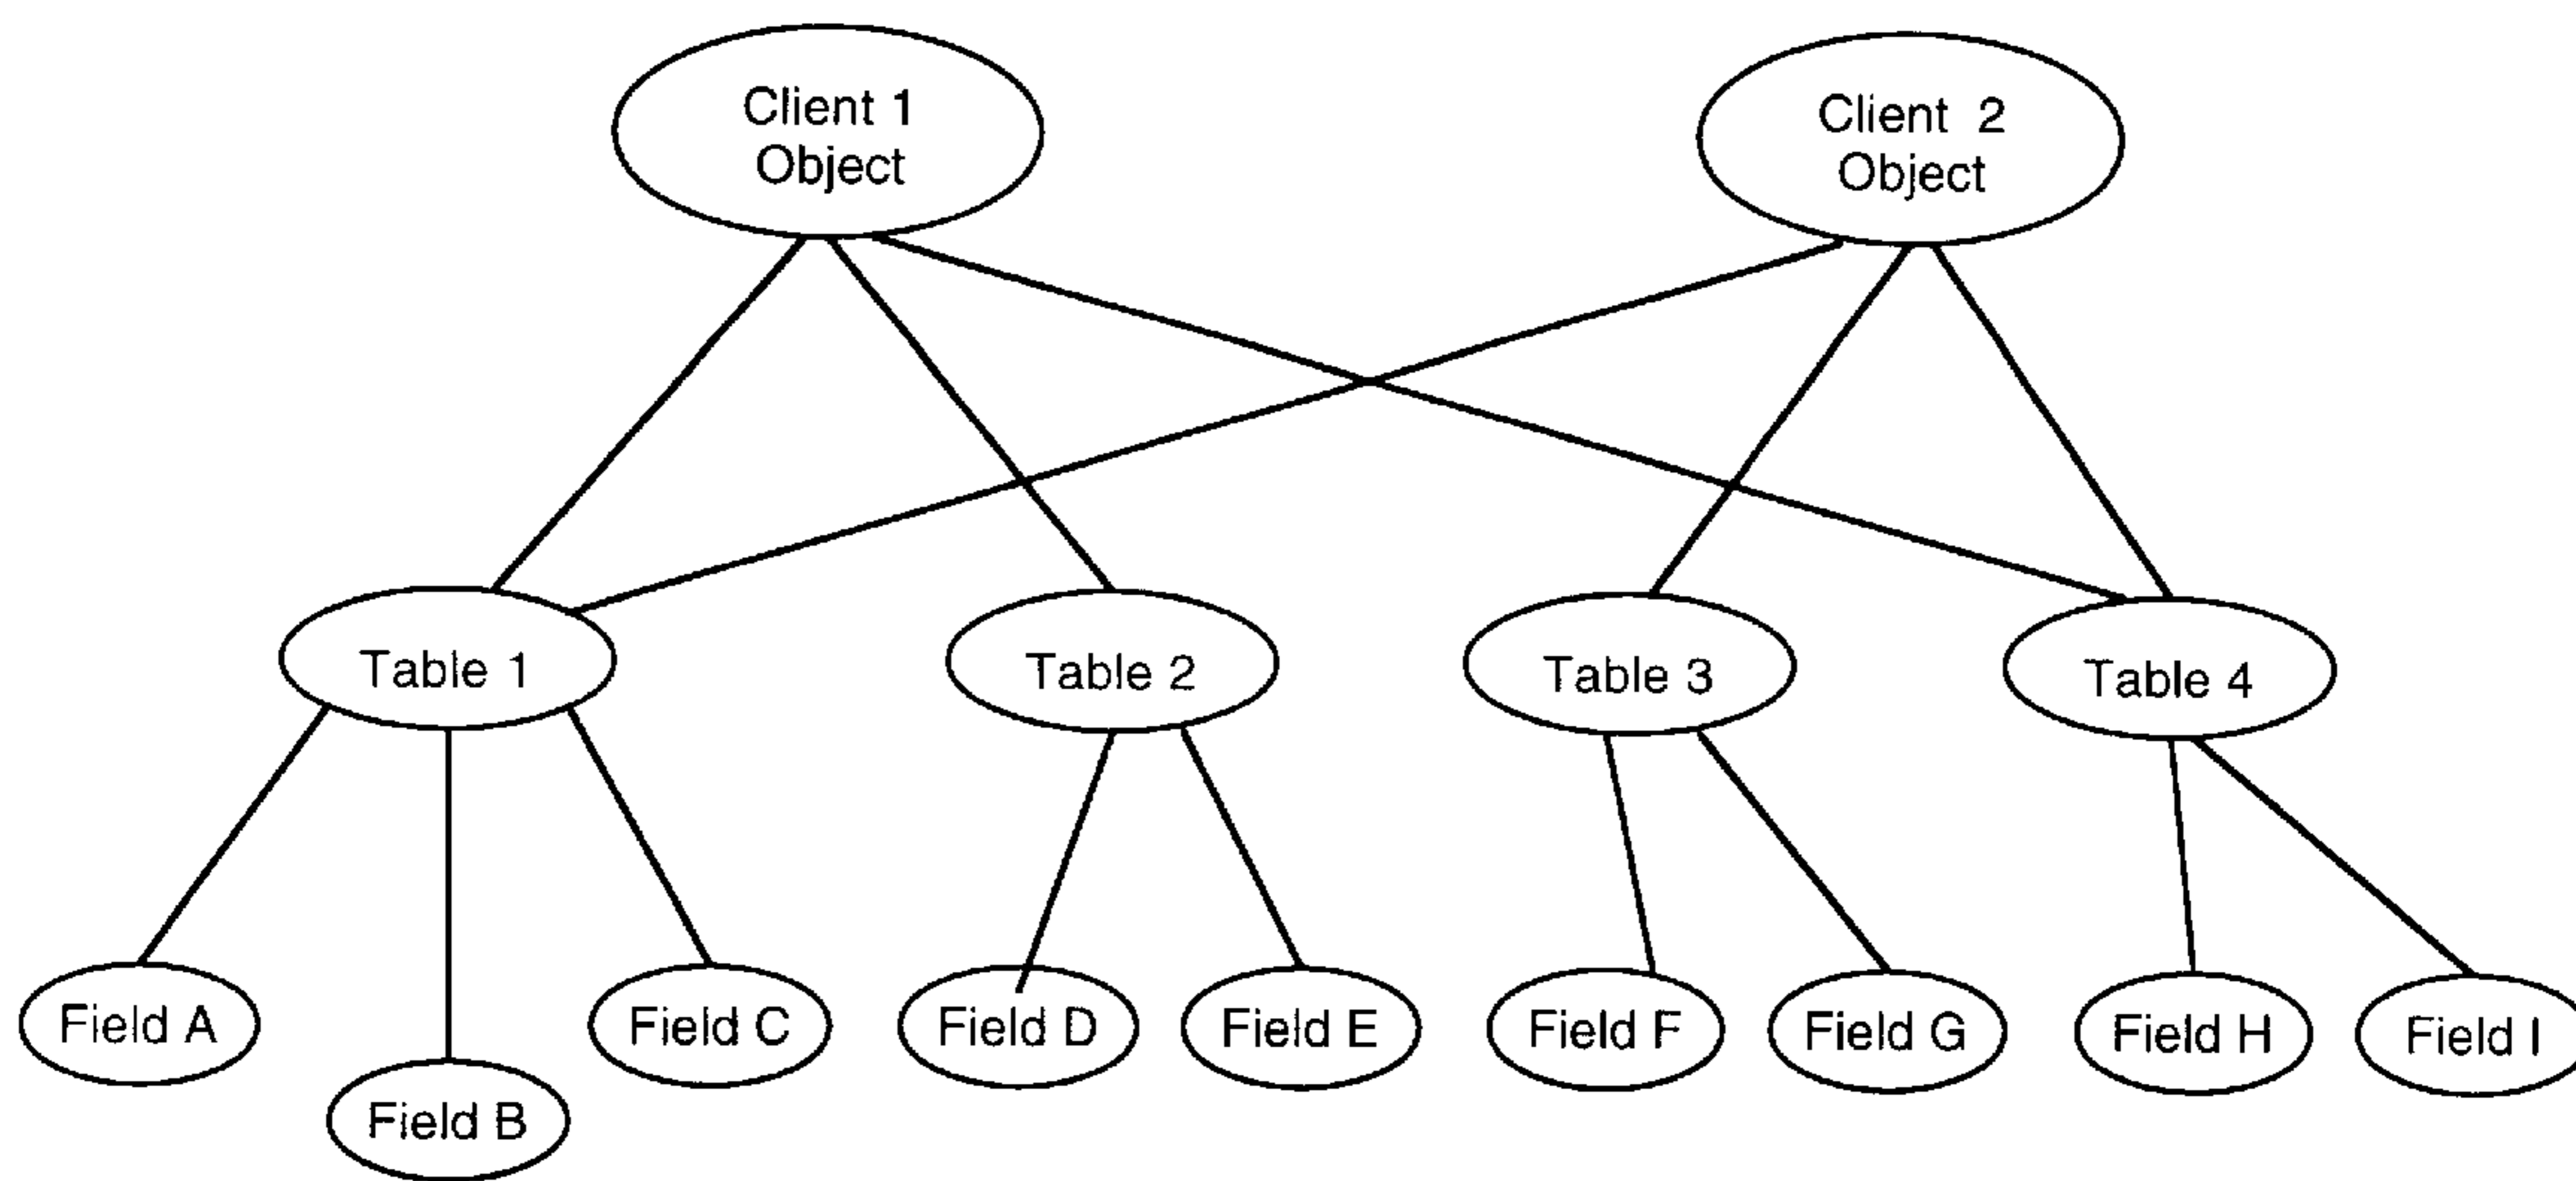 Client 1
Object
Client 2
Object
Table 1
Table 2
Table 3
Table 4
Field A
Field B
Field C
Field D
Field E
Field F
Field G
Field H
Field I